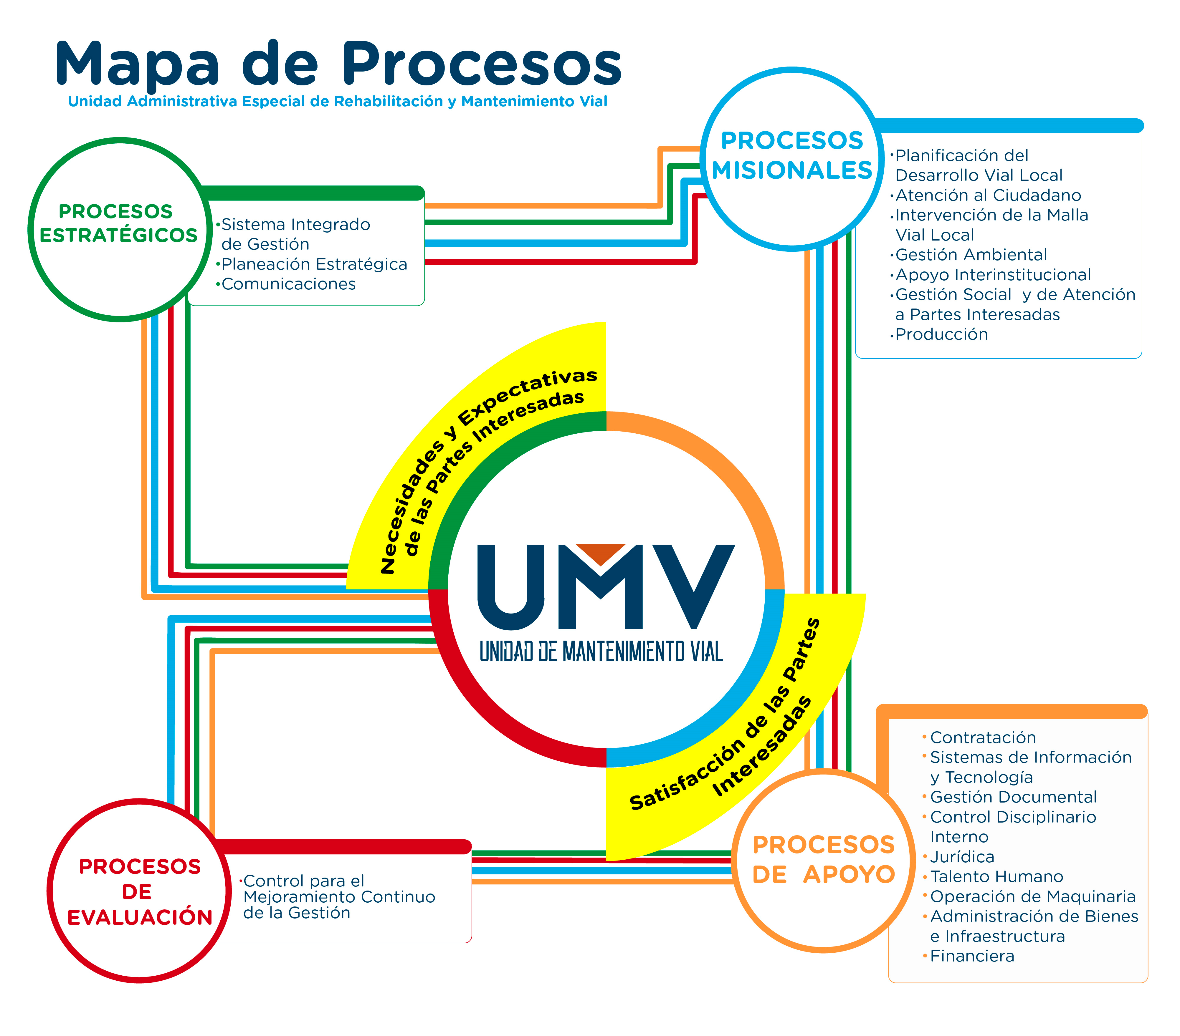 Mapa de Procesos
Unidad Administrativa Especial de Rehabilitación y Mantenimiento Vial
PROCESOS
ESTRATÉGICOS
·Sistema Integrado
de Gestión
·Planeación Estratégica
·Comunicaciones
PROCESOS
MISIONALES
·Planificación del
Desarrollo Vial Local
·Atención al Ciudadano
·Intervención de la Malla
Vial Local
·Gestión Ambiental
·Apoyo Interinstitucional
·Gestión Social y de Atención
a Partes Interesadas
·Producción
Necesidades y Expectativas
de las Partes Interesadas
UMV
UNIDAD DE MANTENIMIENTO VIAL
Satisfacción de las Partes
Interesadas
PROCESOS
DE
EVALUACIÓN
·Control para el
Mejoramiento Continuo
de la Gestión
PROCESOS
DE APOYO
·Contratación
·Sistemas de Información
y Tecnología
·Gestión Documental
·Control Disciplinario
Interno
·Jurídica
·Talento Humano
·Operación de Maquinaria
·Administración de Bienes
e Infraestructura
·Financiera